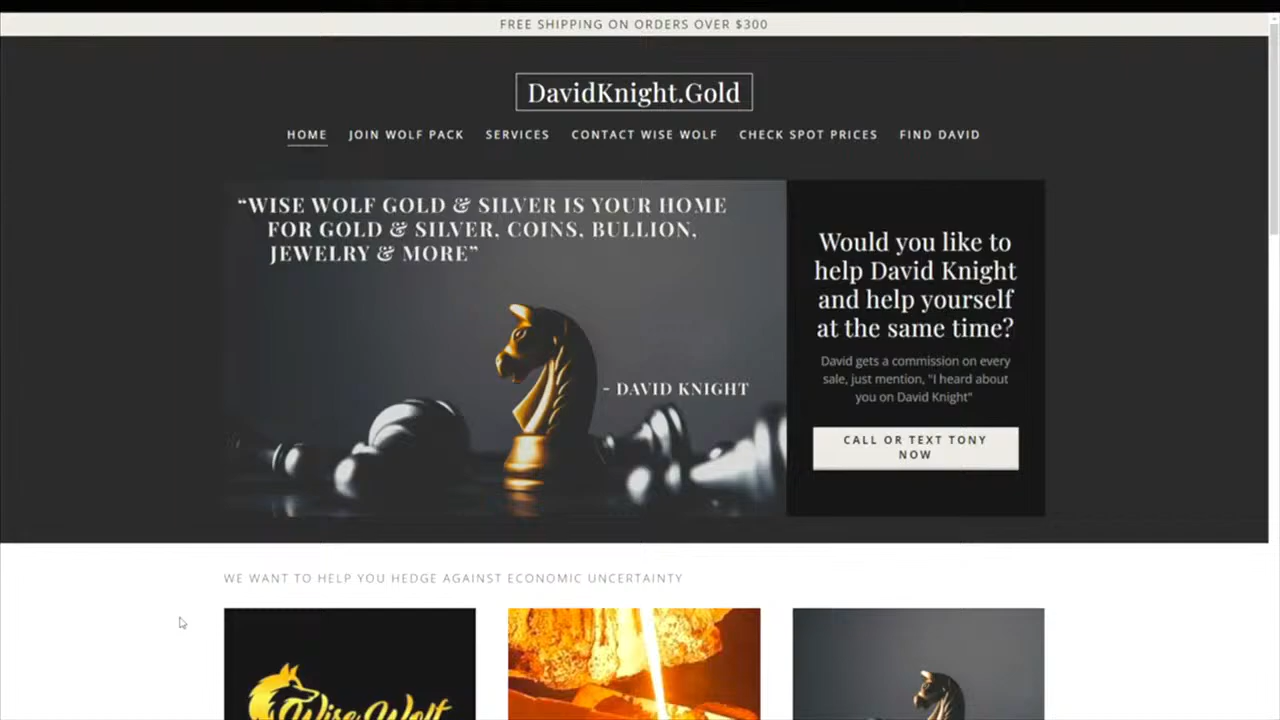 FREE SHIPPING ON ORDERS OVER $300
DavidKnight.Gold
HOME JOIN WOLF PACK SERVICES CONTACT WISE WOLF CHECK SPOT PRICES FIND DAVID
“WISE WOLF GOLD & SILVER IS YOUR HOME
FOR GOLD & SILVER, COINS, BULLION,
JEWELRY & MORE”
- DAVID KNIGHT
Would you like to
help David Knight
and help yourself
at the same time?
David gets a commission on every
sale, just mention, "I heard about
you on David Knight"
CALL OR TEXT TONY
NOW
WE WANT TO HELP YOU HEDGE AGAINST ECONOMIC UNCERTAINTY
Wise Wolf